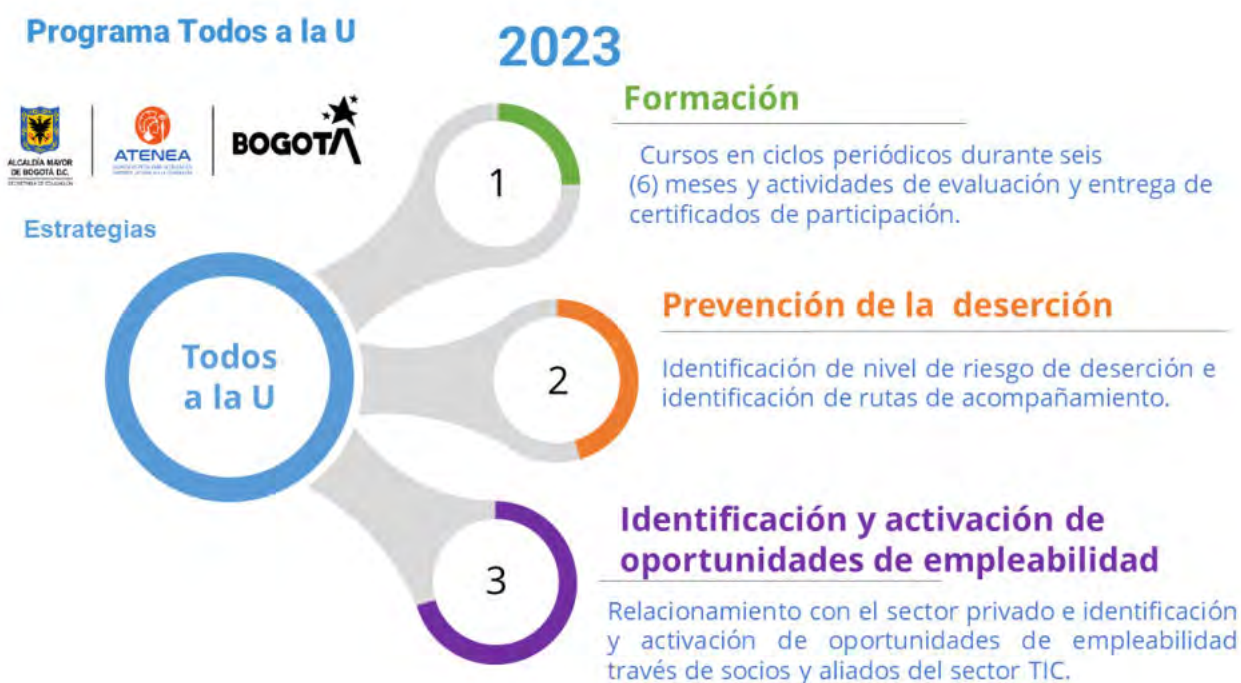 Programa Todos a la U
2023
ALCALDÍA MAYOR
DE BOGOTÁ D.C.
ATENEA
BOGOTÁ
Estrategias
Todos
a la U
1
Formación
Cursos en ciclos periódicos durante seis
(6) meses y actividades de evaluación y entrega de
certificados de participación.
2
Prevención de la deserción
Identificación de nivel de riesgo de deserción e
identificación de rutas de acompañamiento.
3
Identificación y activación de
oportunidades de empleabilidad
Relacionamiento con el sector privado e identificación
y activación de oportunidades de empleabilidad
través de socios y aliados del sector TIC.